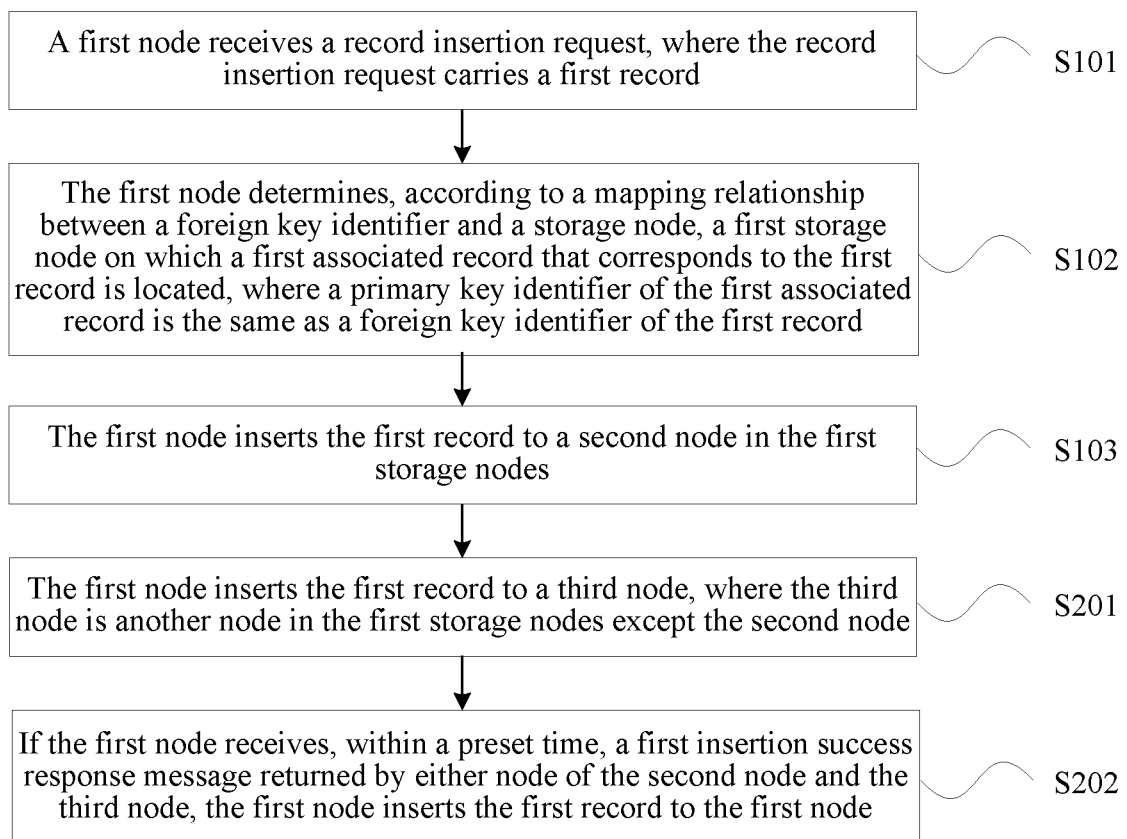 A first node receives a record insertion request, where the record
insertion request carries a first record
S101
The first node determines, according to a mapping relationship
between a foreign key identifier and a storage node, a first storage
node on which a first associated record that corresponds to the first
record is located, where a primary key identifier of the first associated
record is the same as a foreign key identifier of the first record
S102
The first node inserts the first record to a second node in the first
storage nodes
S103
The first node inserts the first record to a third node, where the third
node is another node in the first storage nodes except the second node
S201
If the first node receives, within a preset time, a first insertion success
response message returned by either node of the second node and the
third node, the first node inserts the first record to the first node
S202